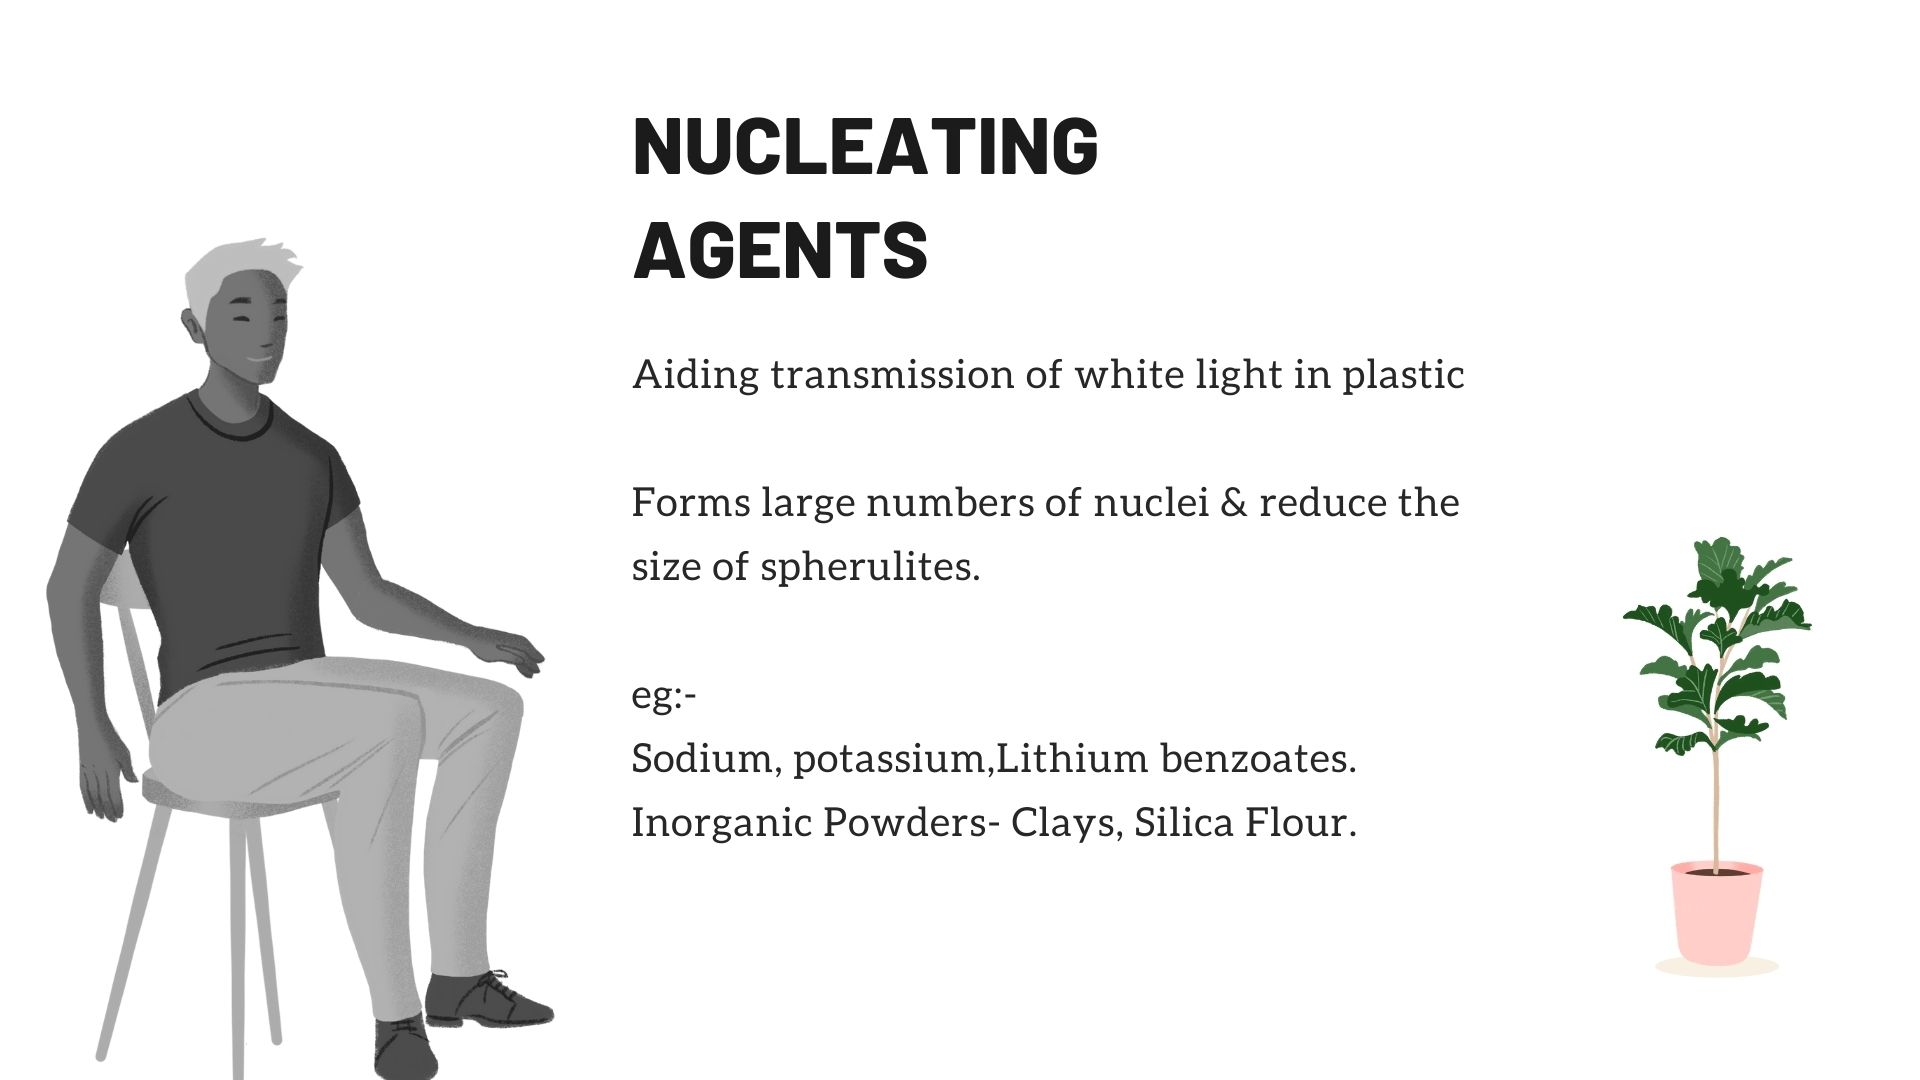 NUCLEATING
AGENTS
Aiding transmission of white light in plastic
Forms large numbers of nuclei & reduce the
size of spherulites.
eg:-
Sodium, potassium,Lithium benzoates.
Inorganic Powders- Clays, Silica Flour.